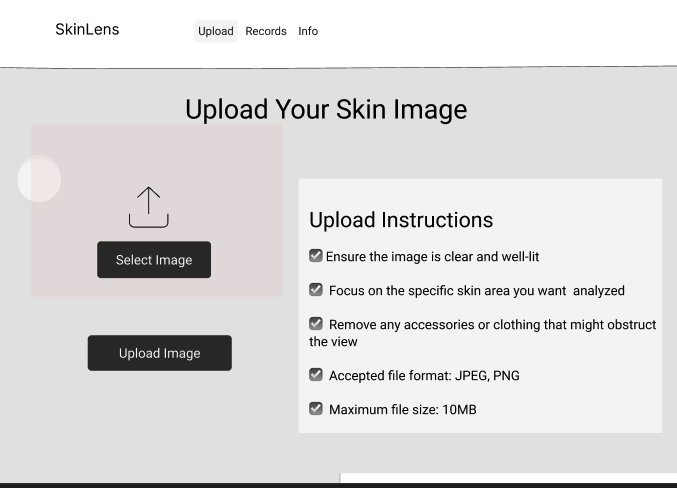 SkinLens
Upload Records Info
Upload Your Skin Image
Select Image
Upload Image
Upload Instructions
Ensure the image is clear and well-lit
Focus on the specific skin area you want analyzed
Remove any accessories or clothing that might obstruct
the view
Accepted file format: JPEG, PNG
Maximum file size: 10MB